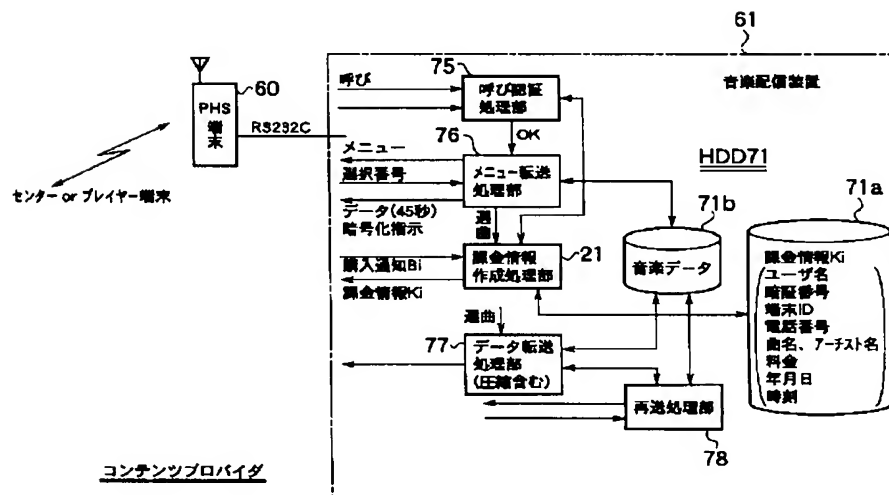 61
60
PHS
端末
RS232C
センター or プレイヤー端末
音楽配信装置
呼び
75
呼び認証
処理部
OK
メニュー
選択番号
データ(45秒)
暗号化指示
76
メニュー転送
処理部
選曲
HDD71
71b
音楽データ
71a
課金情報Ki
ユーザ名
暗証番号
端末ID
電話番号
曲名、アーチスト名
料金
年月日
時刻
購入通知Bi
課金情報Ki
課金情報
作成処理部
21
選曲
77
データ転送
処理部
(圧縮含む)
再送処理部
78
コンテンツプロバイダ